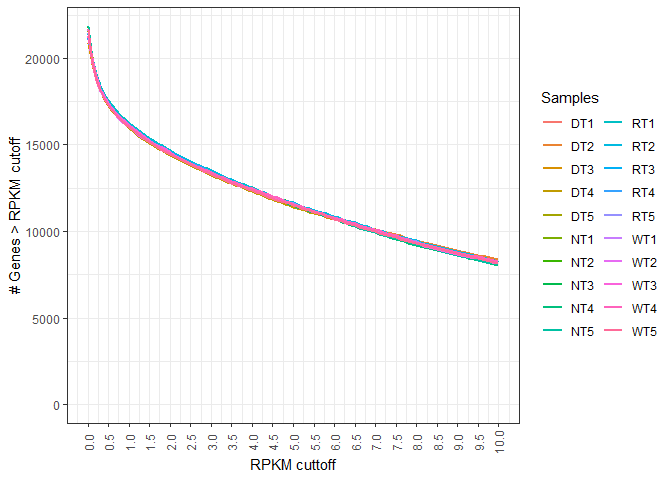 # Genes > RPKM cutoff
20000
15000
10000
5000
0
0.0 0.5 1.0 1.5 2.0 2.5 3.0 3.5 4.0 4.5 5.0 5.5 6.0 6.5 7.0 7.5 8.0 8.5 9.0 9.5 10.0
RPKM cuttoff
Samples
DT1 RT1
DT2 RT2
DT3 RT3
DT4 RT4
DT5 RT5
NT1 WT1
NT2 WT2
NT3 WT3
NT4 WT4
NT5 WT5